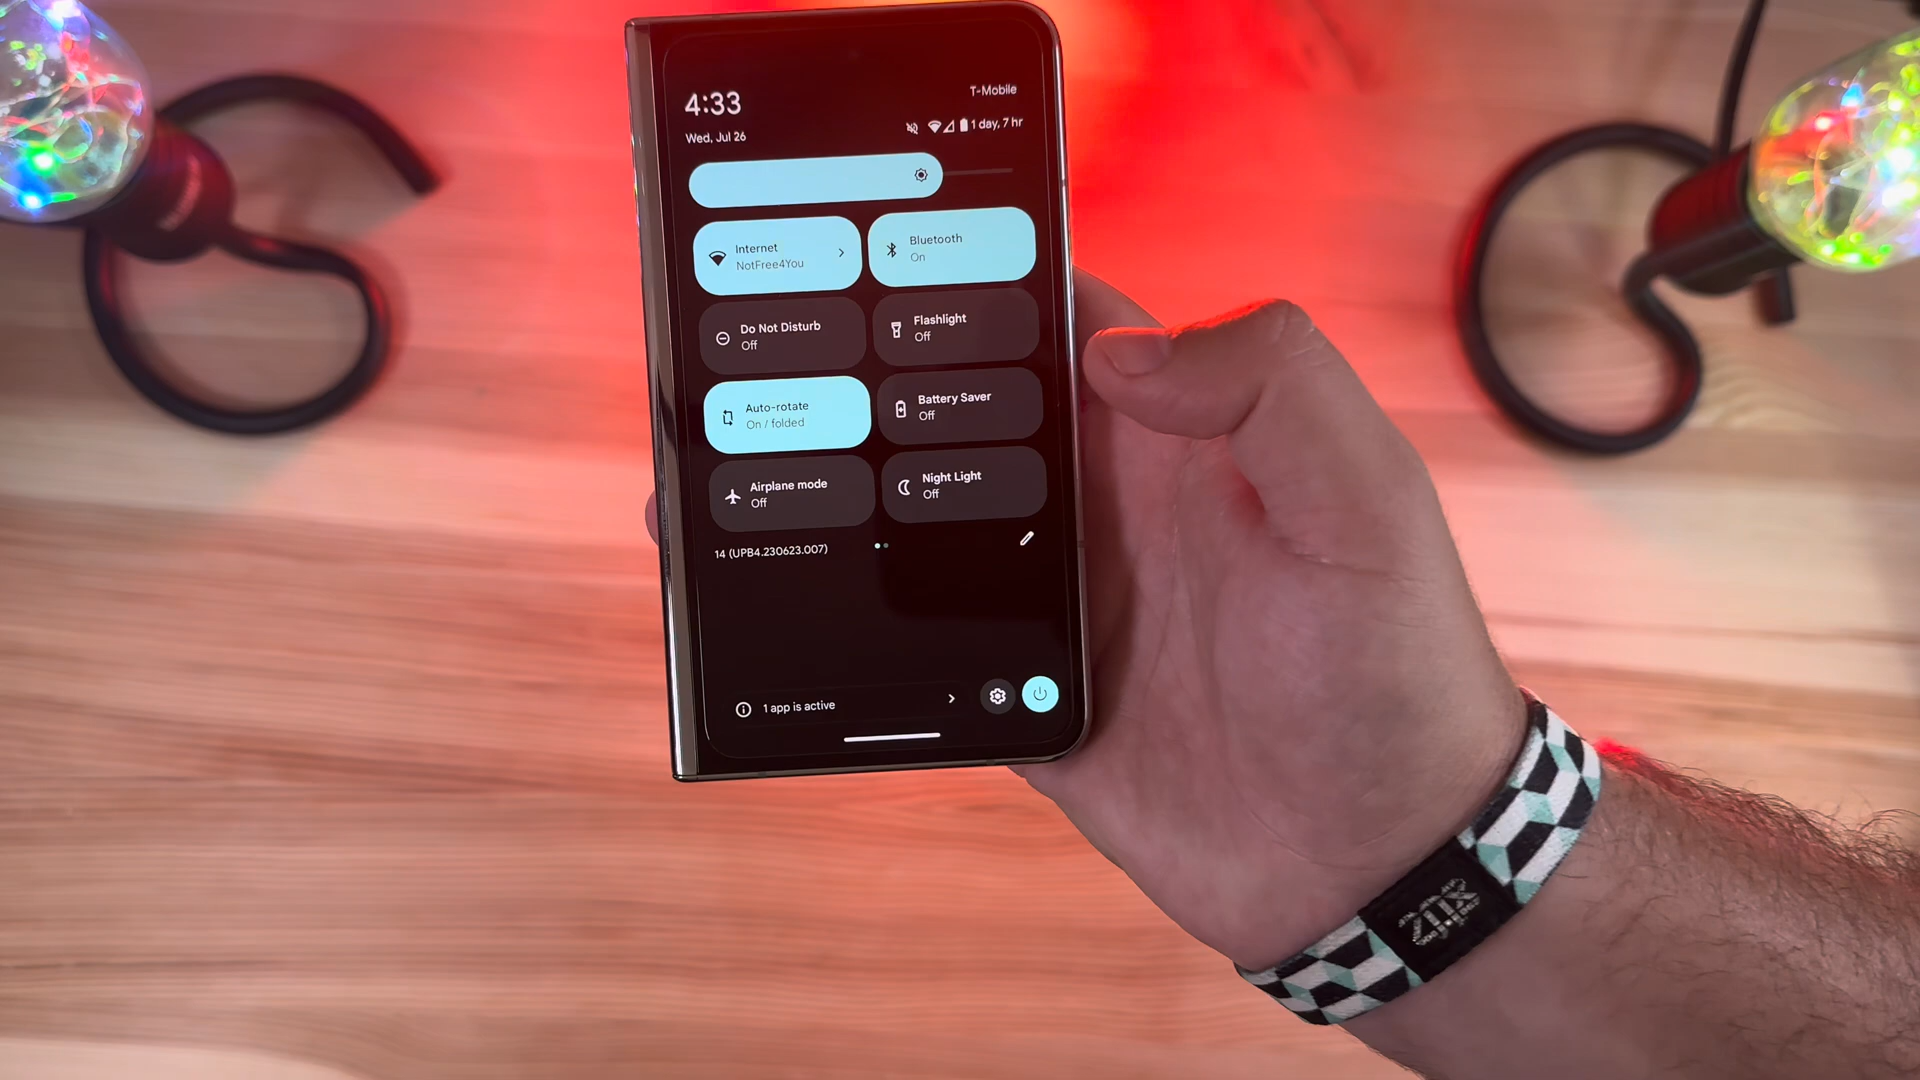 4:33
T-Mobile
Wed, Jul 26
1 day, 7 hr
Internet
NotFree4You
Bluetooth
On
Do Not Disturb
Off
Flashlight
Off
Auto-rotate
On / folded
Battery Saver
Off
Airplane mode
Off
Night Light
Off
14 (UPB4.230623.007)
1 app is active